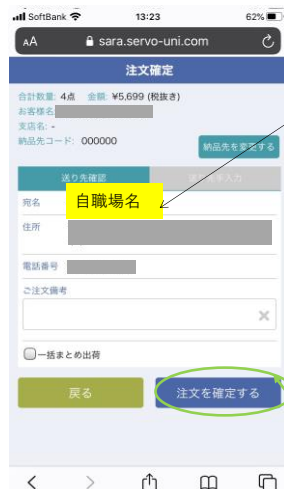 SoftBank 13:23 62%
AA sara.servo-uni.com
注文確定
合計数量: 4点 金額: ¥5,699 (税抜き)
お客様名
支店名: -
納品先コード: 000000
納品先を変更する
送り先確認
宛名 自職場名
住所
電話番号
ご注文備考
一括まとめ出荷
戻る 注文を確定する